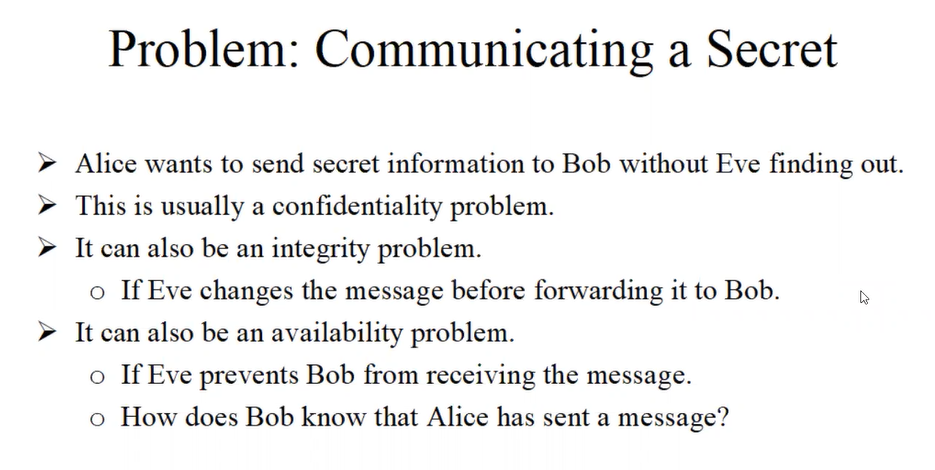 Problem: Communicating a Secret
➢ Alice wants to send secret information to Bob without Eve finding out.
➢ This is usually a confidentiality problem.
➢ It can also be an integrity problem.
o If Eve changes the message before forwarding it to Bob.
➢ It can also be an availability problem.
o If Eve prevents Bob from receiving the message.
o How does Bob know that Alice has sent a message?